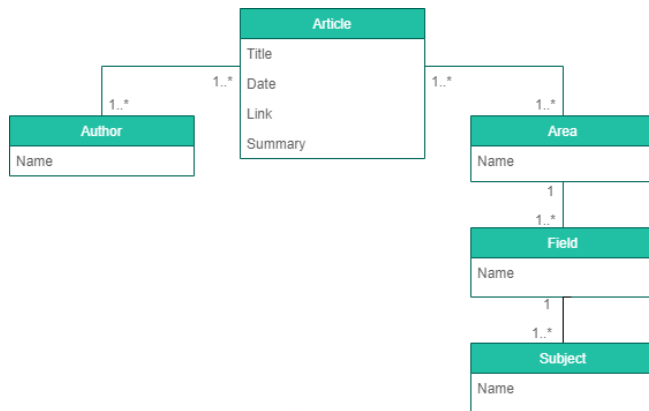 Article
Title
Date
Link
Summary
1..*
1..*
1..*
1..*
Author
Name
Area
Name
1
1..*
Field
Name
1
1..*
Subject
Name